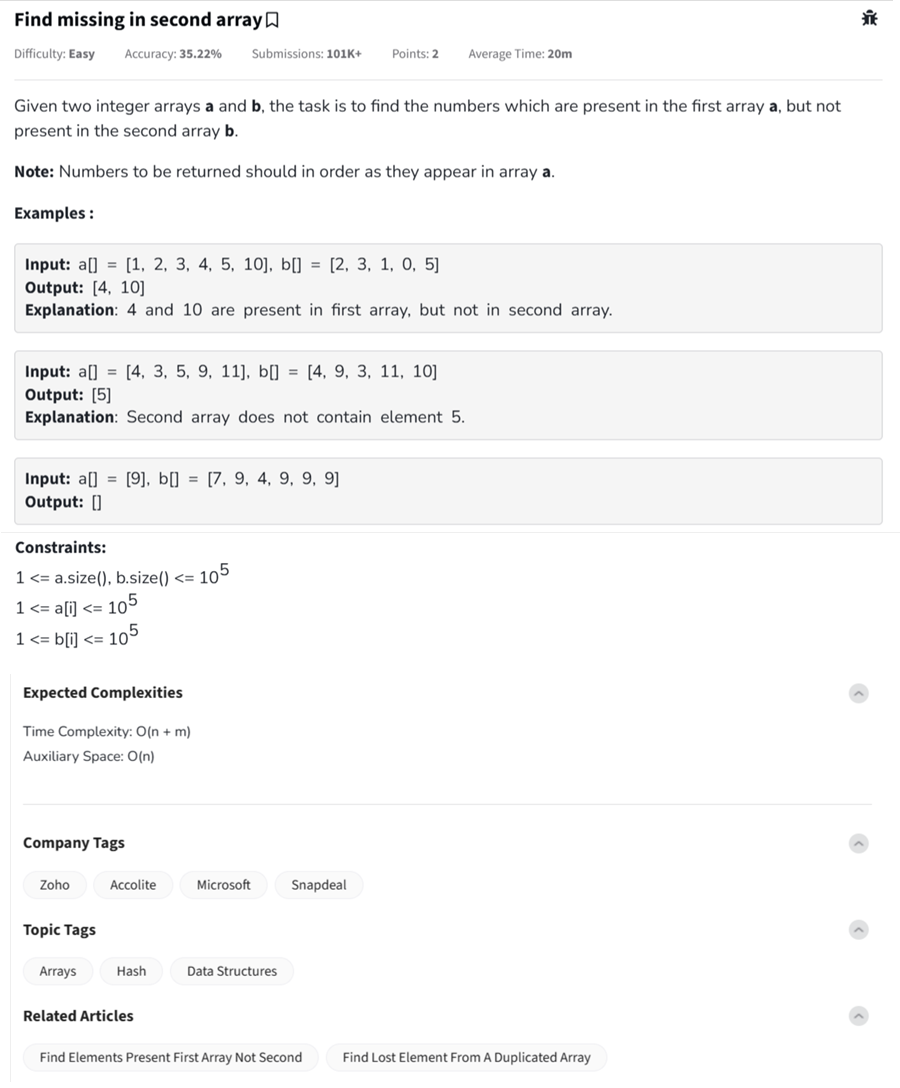 Find missing in second array
Difficulty: Easy Accuracy: 35.22% Submissions: 101K+ Points: 2 Average Time: 20m
Given two integer arrays a and b, the task is to find the numbers which are present in the first array a, but not
present in the second array b.
Note: Numbers to be returned should in order as they appear in array a.
Examples :
Input: a[] = [1, 2, 3, 4, 5, 10], b[] = [2, 3, 1, 0, 5]
Output: [4, 10]
Explanation: 4 and 10 are present in first array, but not in second array.
Input: a[] = [4, 3, 5, 9, 11], b[] = [4, 9, 3, 11, 10]
Output: [5]
Explanation: Second array does not contain element 5.
Input: a[] = [9], b[] = [7, 9, 4, 9, 9, 9]
Output: []
Constraints:
1 <= a.size(), b.size() <= 10^5
1 <= a[i] <= 10^5
1 <= b[i] <= 10^5
Expected Complexities
Time Complexity: O(n + m)
Auxiliary Space: O(n)
Company Tags
Zoho Accolite Microsoft Snapdeal
Topic Tags
Arrays Hash Data Structures
Related Articles
Find Elements Present First Array Not Second Find Lost Element From A Duplicated Array